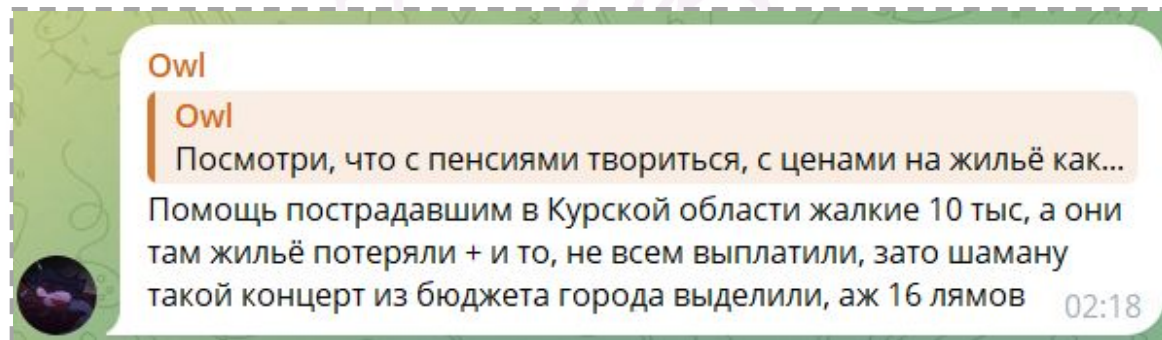 Owl
Owl
Посмотри, что с пенсиями твориться, с ценами на жильё как...
Помощь пострадавшим в Курской области жалкие 10 тыс, а они
там жильё потеряли + и то, не всем выплатили, зато шаману
такой концерт из бюджета города выделили, аж 16 лямов
02:18